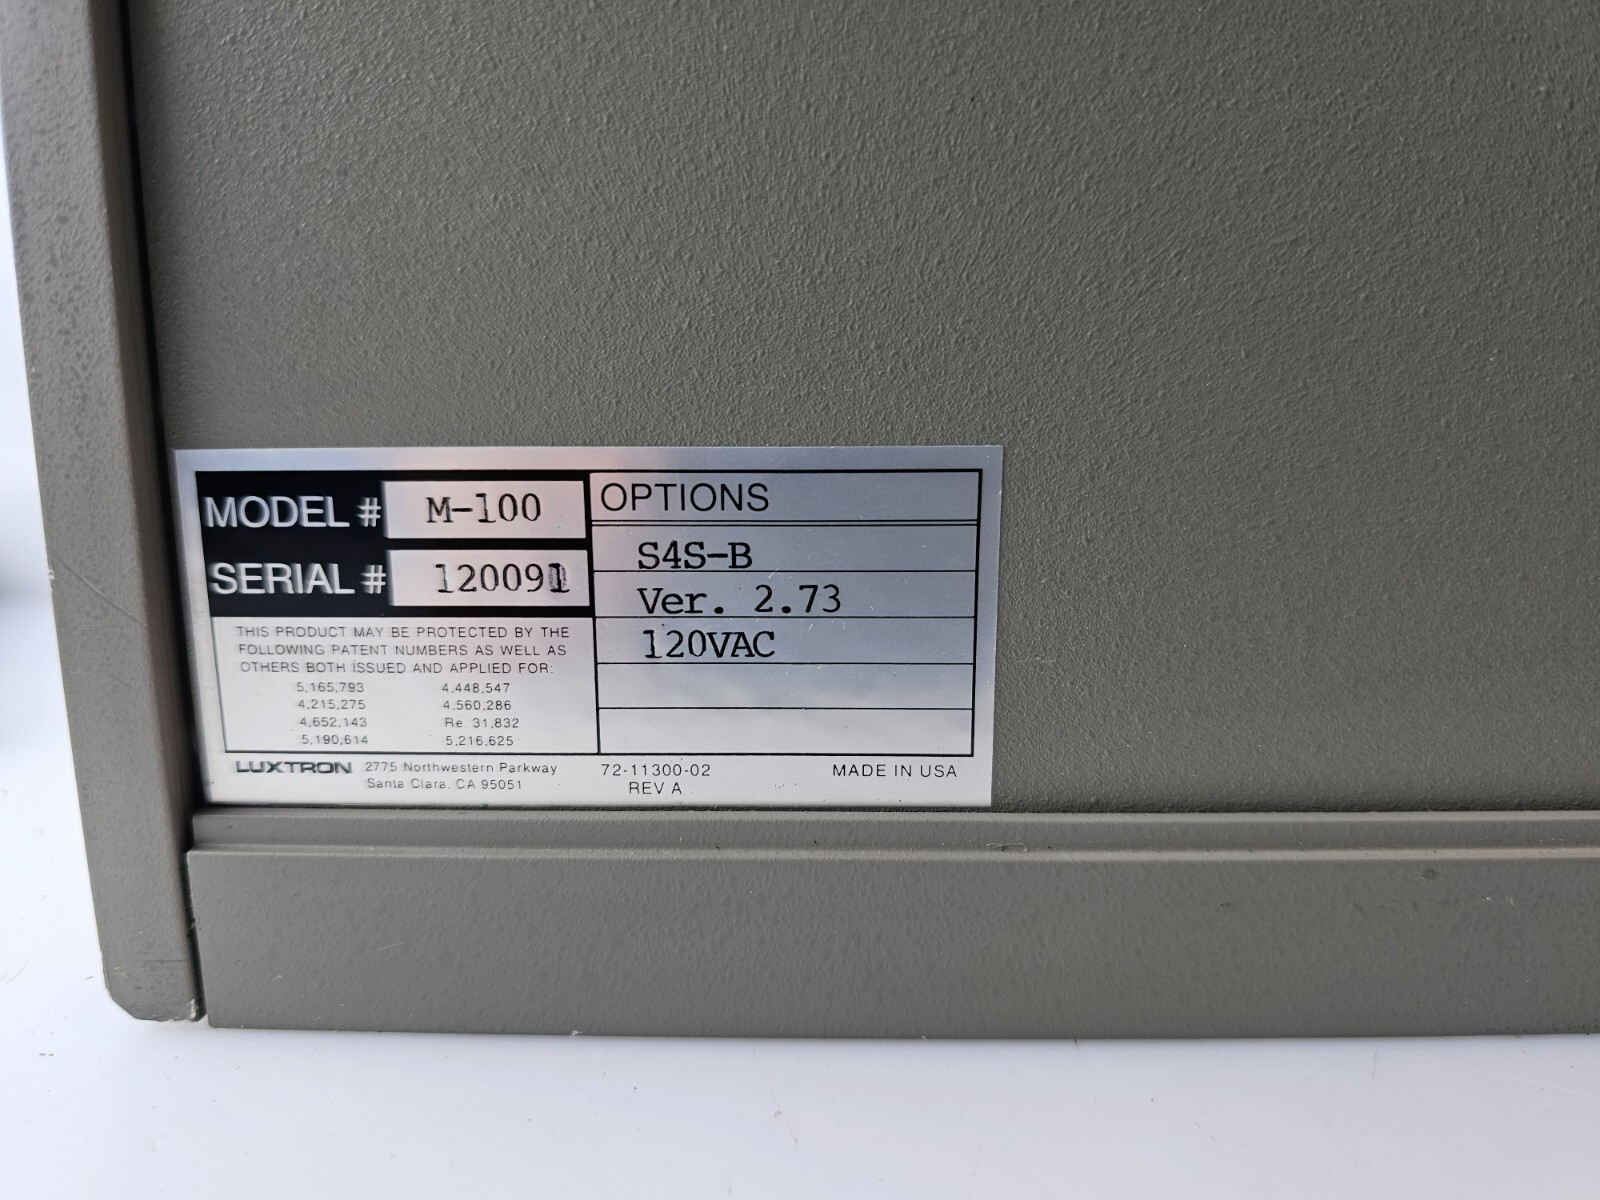 MODEL # M-100
SERIAL # 120091
THIS PRODUCT MAY BE PROTECTED BY THE
FOLLOWING PATENT NUMBERS AS WELL AS
OTHERS BOTH ISSUED AND APPLIED FOR:
5,165,793 4,448,547
4,215,275 4,560,286
4,652,143 Re. 31,832
5,190,614 5,216,625
OPTIONS
S4S-B
Ver. 2.73
120VAC
LUXTRON 2775 Northwestern Parkway
Santa Clara, CA 95051
72-11300-02
REV A
MADE IN USA